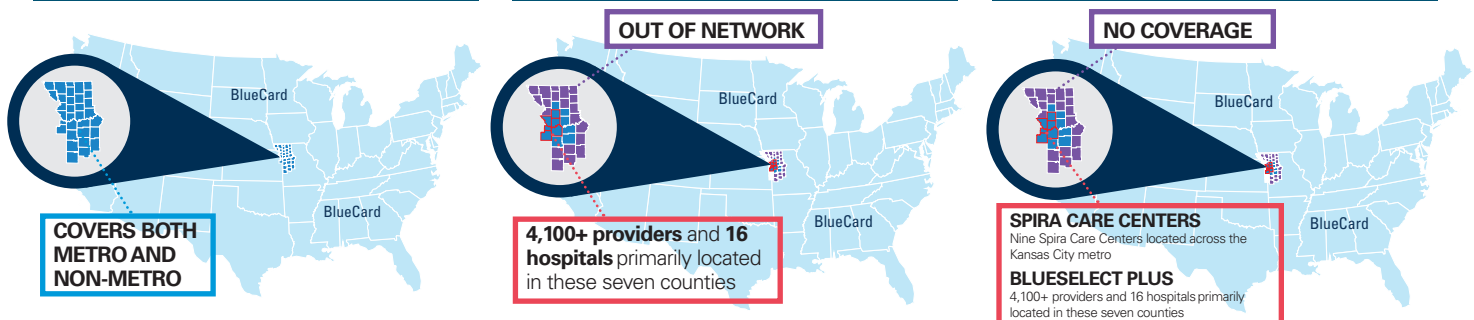 BlueCard
BlueCard
COVERS BOTH
METRO AND
NON-METRO
OUT OF NETWORK
BlueCard
BlueCard
4,100+ providers and 16
hospitals primarily located
in these seven counties
NO COVERAGE
BlueCard
BlueCard
SPIRA CARE CENTERS
Nine Spira Care Centers located across the
Kansas City metro
BLUESELECT PLUS
4,100+ providers and 16 hospitals primarily
located in these seven counties